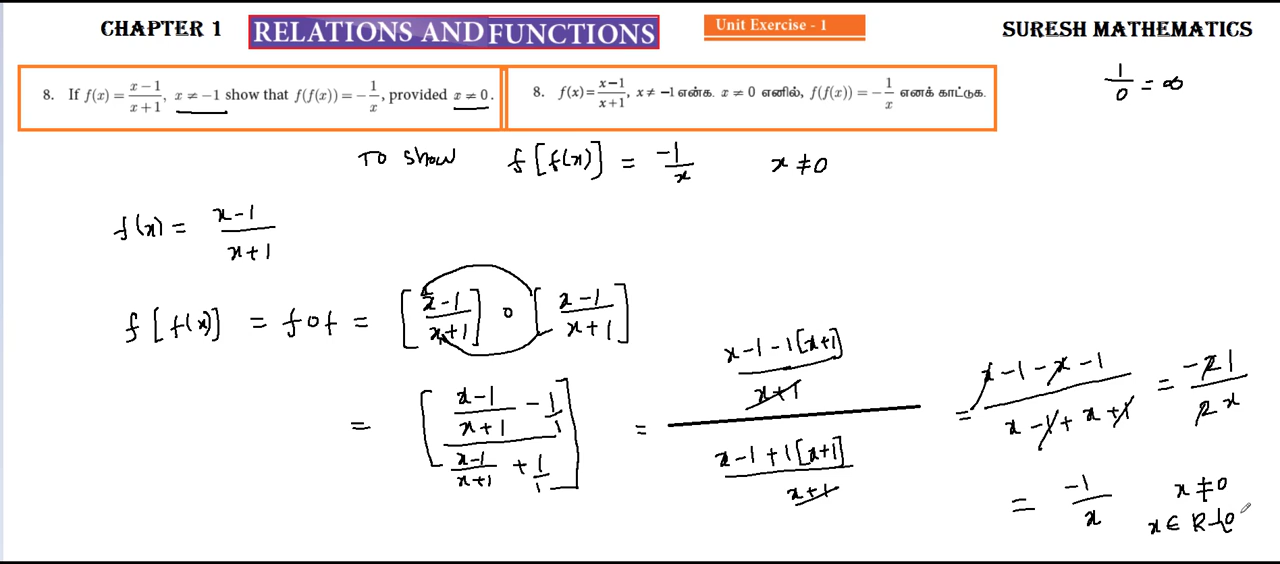 CHAPTER 1 RELATIONS AND FUNCTIONS Unit Exercise - 1 SURESH MATHEMATICS
8. If f(x) = (x−1)/(x+1), x ≠ −1 show that f(f(x)) = −1/x, provided x ≠ 0.
8. f(x) = (x−1)/(x+1), x ≠ −1 என்க. x ≠ 0 எனில், f(f(x)) = −1/x எனக் காட்டுக.
1/0 = ∞
To show f[f(x)] = -1/x x ≠ 0
f(x) = (x-1)/(x+1)
f[f(x)] = fof = [(x-1)/(x+1)] o [(x-1)/(x+1)]
= [((x-1)/(x+1) - 1/1)/((x-1)/(x+1) + 1/1)] = ((x-1-1[x+1])/(x+1))/((x-1+1[x+1])/(x+1)) = (x-1-x-1)/(x-1+x+1) = (-2 1)/(2 x)
= -1/x x ≠ 0
x ∈ R-{0